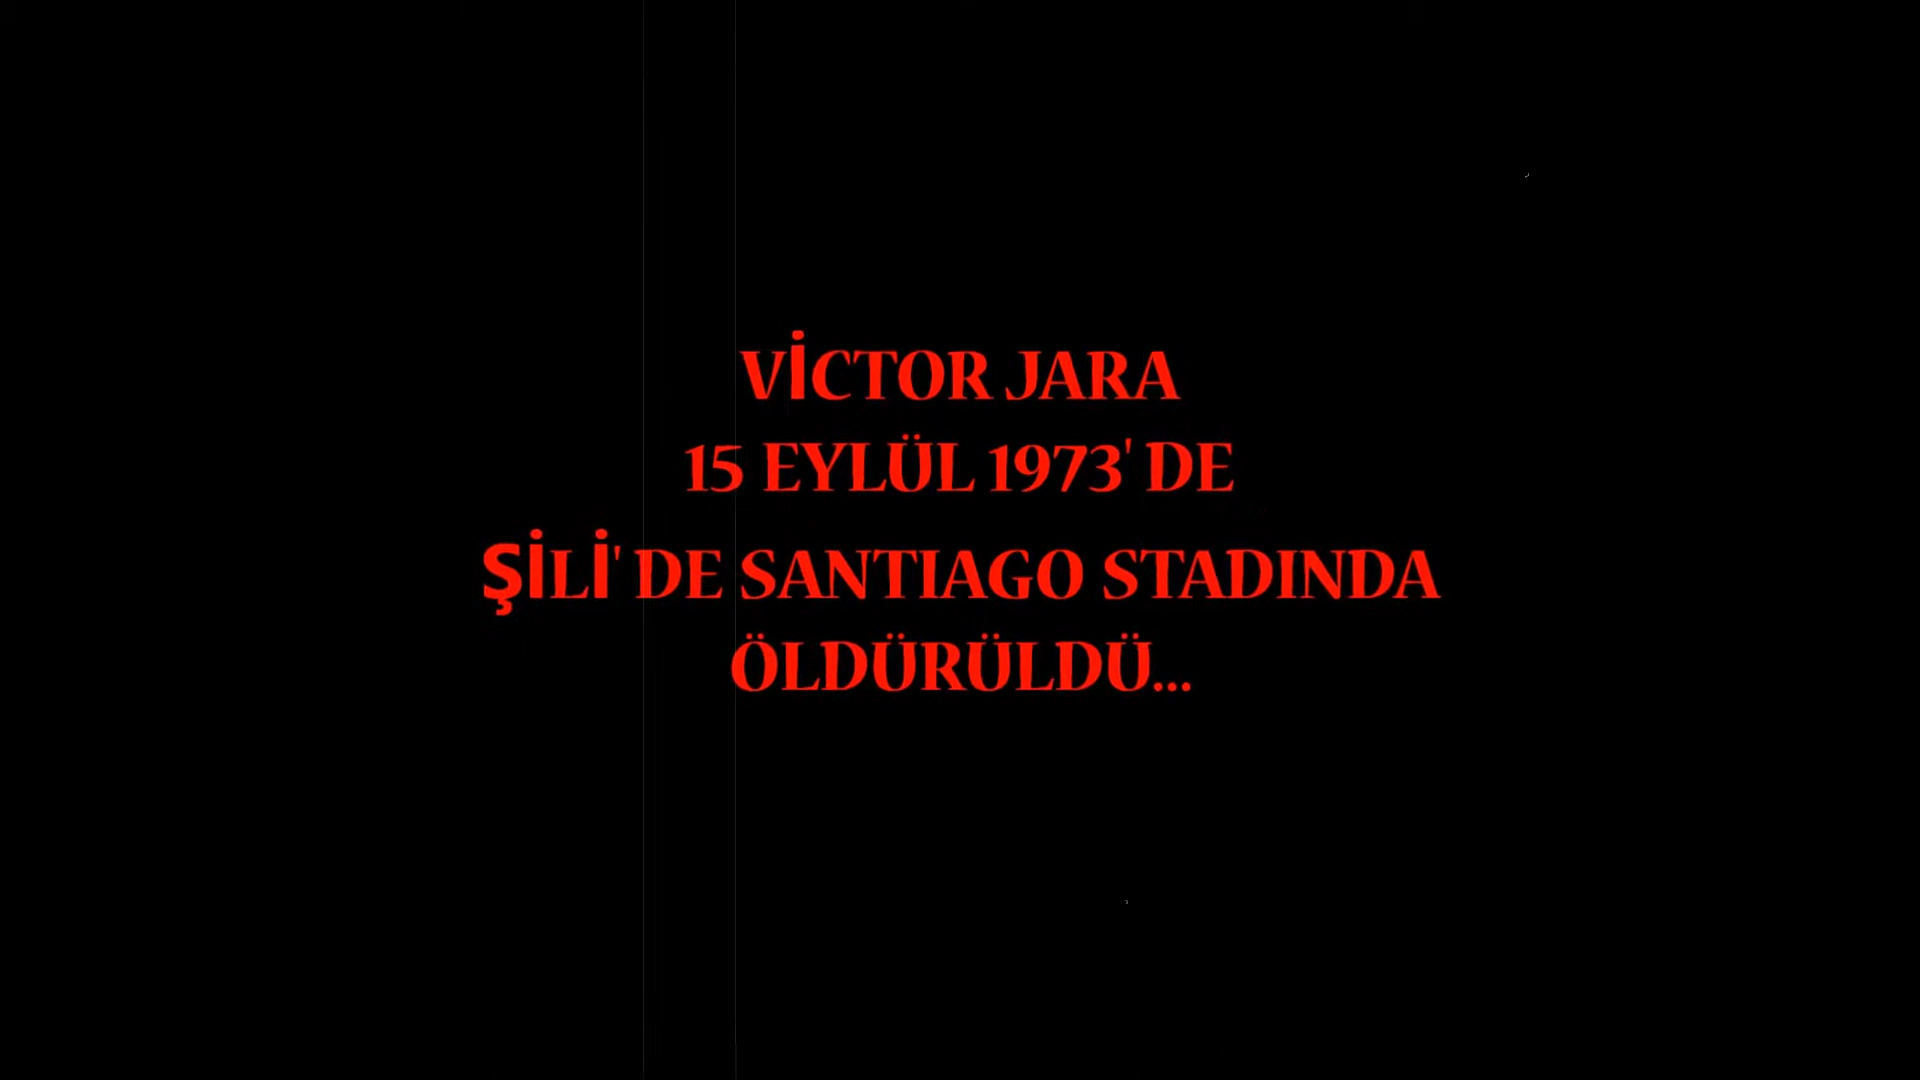 VİCTOR JARA
15 EYLÜL 1973' DE
ŞİLİ' DE SANTIAGO STADINDA
ÖLDÜRÜLDÜ...